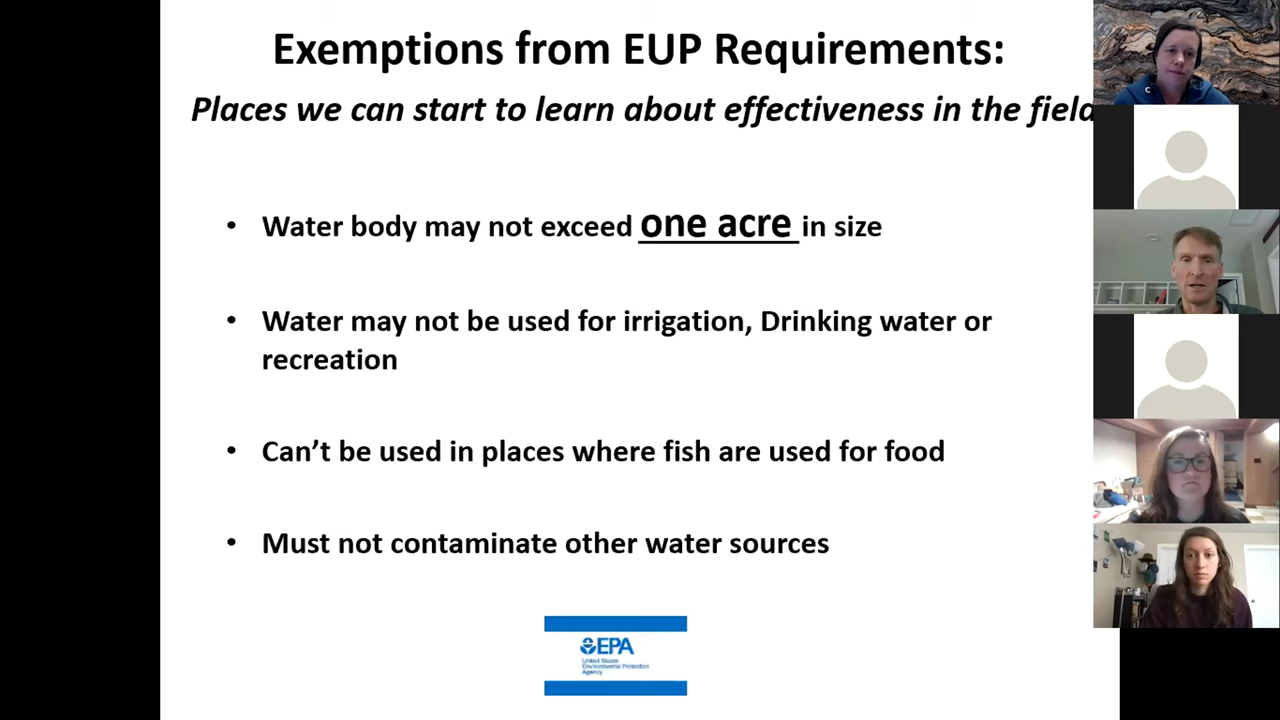 Exemptions from EUP Requirements:
Places we can start to learn about effectiveness in the field
• Water body may not exceed one acre in size
• Water may not be used for irrigation, Drinking water or
recreation
• Can’t be used in places where fish are used for food
• Must not contaminate other water sources
EPA
United States
Environmental Protection
Agency